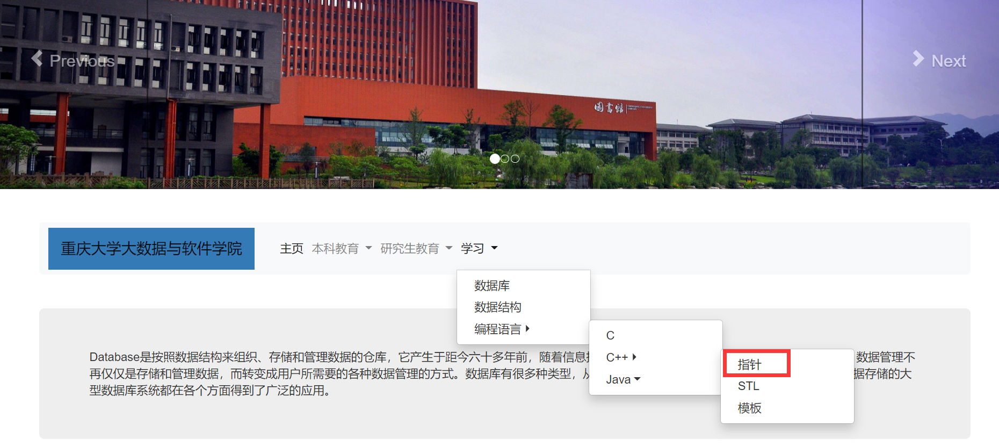 Previous
Next
圖書館
CHONGQING UNIVERSITY
LIBRARY
重庆大学大数据与软件学院
主页 本科教育 研究生教育 学习
数据库
数据结构
编程语言
C
C++
Java
指针
STL
模板
Database是按照数据结构来组织、存储和管理数据的仓库，它产生于距今六十多年前，随着信息 数据管理不
再仅仅是存储和管理数据，而转变成用户所需要的各种数据管理的方式。数据库有很多种类型，从 据存储的大
型数据库系统都在各个方面得到了广泛的应用。